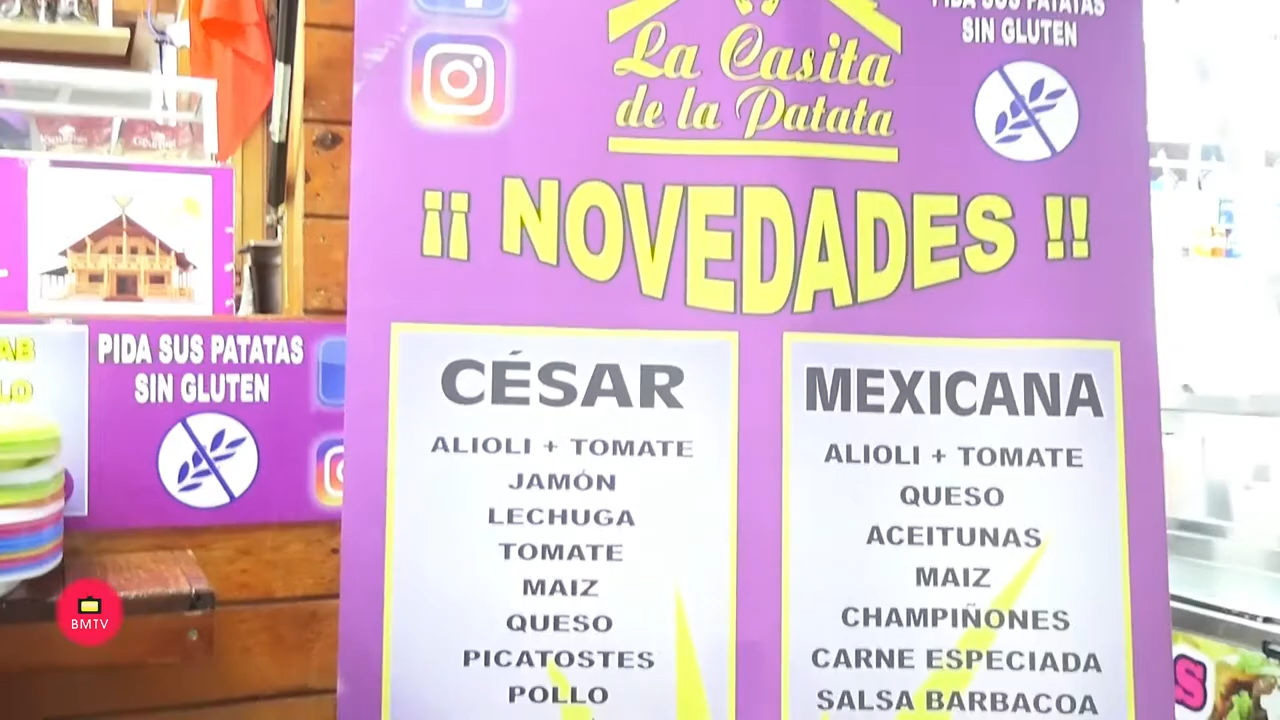 PIDA SUS PATATAS
SIN GLUTEN
La Casita
de la Patata
¡¡ NOVEDADES !!
CÉSAR
ALIOLI + TOMATE
JAMÓN
LECHUGA
TOMATE
MAIZ
QUESO
PICATOSTES
POLLO
MEXICANA
ALIOLI + TOMATE
QUESO
ACEITUNAS
MAIZ
CHAMPIÑONES
CARNE ESPECIADA
SALSA BARBACOA
PIDA SUS PATATAS
SIN GLUTEN
BMTV